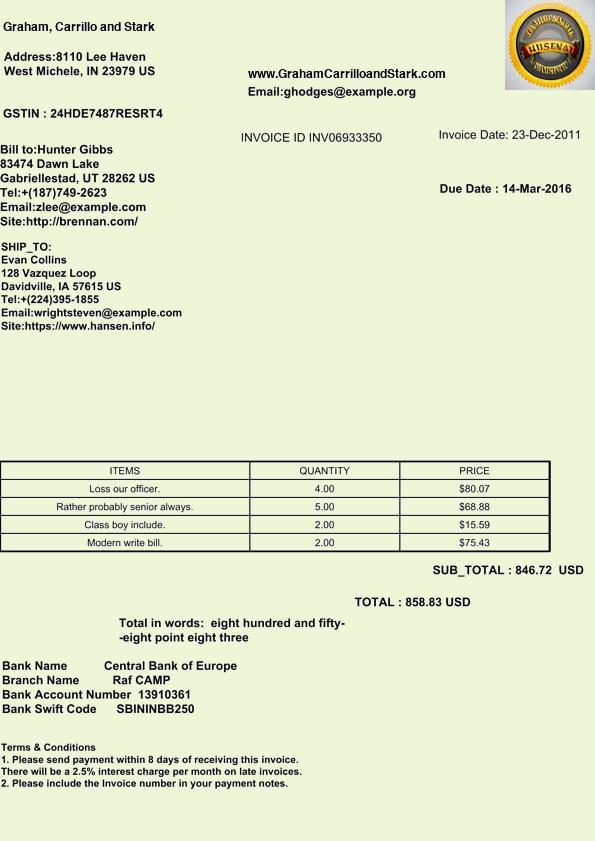 Graham, Carrillo and Stark
Address:8110 Lee Haven
West Michele, IN 23979 US
www.GrahamCarrilloandStark.com
Email:ghodges@example.org
GSTIN : 24HDE7487RESRT4
INVOICE ID INV06933350
Invoice Date: 23-Dec-2011
Due Date : 14-Mar-2016
Bill to:Hunter Gibbs
83474 Dawn Lake
Gabriellestad, UT 28262 US
Tel:+(187)749-2623
Email:zlee@example.com
Site:http://brennan.com/
SHIP_TO:
Evan Collins
128 Vazquez Loop
Davidville, IA 57615 US
Tel:+(224)395-1855
Email:wrightsteven@example.com
Site:https://www.hansen.info/
ITEMS QUANTITY PRICE
Loss our officer. 4.00 $80.07
Rather probably senior always. 5.00 $68.88
Class boy include. 2.00 $15.59
Modern write bill. 2.00 $75.43
SUB_TOTAL : 846.72 USD
TOTAL : 858.83 USD
Total in words: eight hundred and fifty-
-eight point eight three
Bank Name Central Bank of Europe
Branch Name Raf CAMP
Bank Account Number 13910361
Bank Swift Code SBININBB250
Terms & Conditions
1. Please send payment within 8 days of receiving this invoice.
There will be a 2.5% interest charge per month on late invoices.
2. Please include the Invoice number in your payment notes.